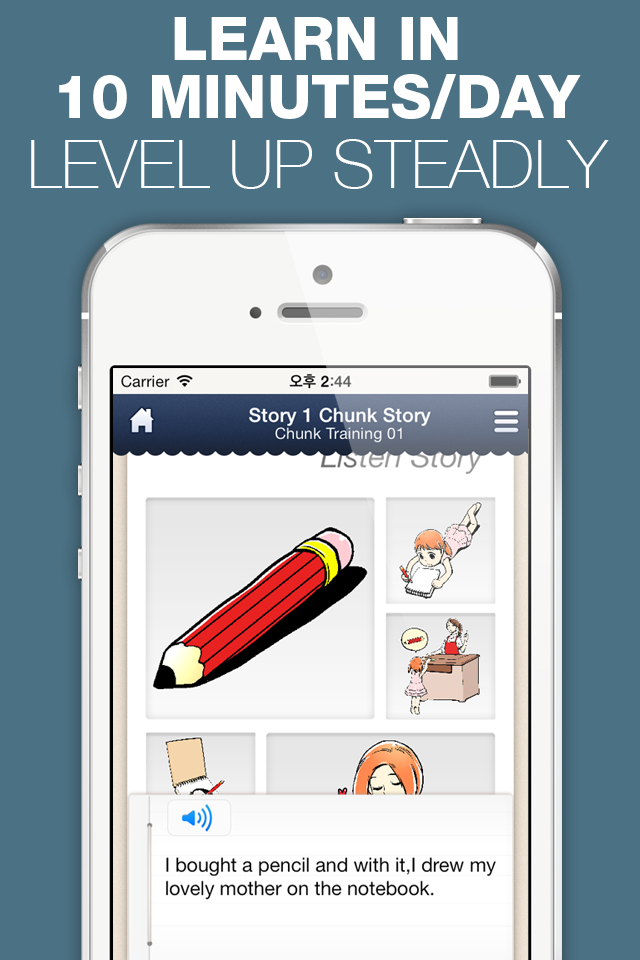 LEARN IN
10 MINUTES/DAY
LEVEL UP STEADLY
Carrier 오후 2:44
Story 1 Chunk Story
Chunk Training 01
Listen Story
I bought a pencil and with it,I drew my
lovely mother on the notebook.